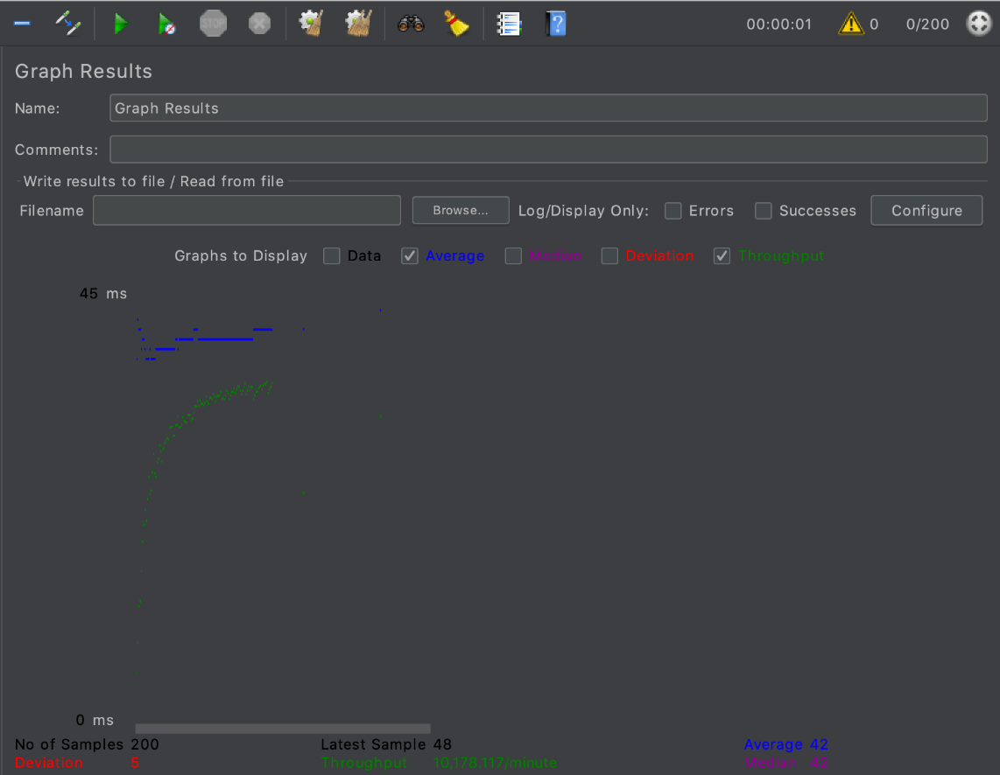 STOP 00:00:01 0 0/200
Graph Results
Name: Graph Results
Comments:
Write results to file / Read from file
Filename Browse... Log/Display Only: Errors Successes Configure
Graphs to Display Data Average Median Deviation Throughput
45 ms
0 ms
No of Samples 200 Latest Sample 48 Average 42
Deviation 5 Throughput 10,178.117/minute Median 42